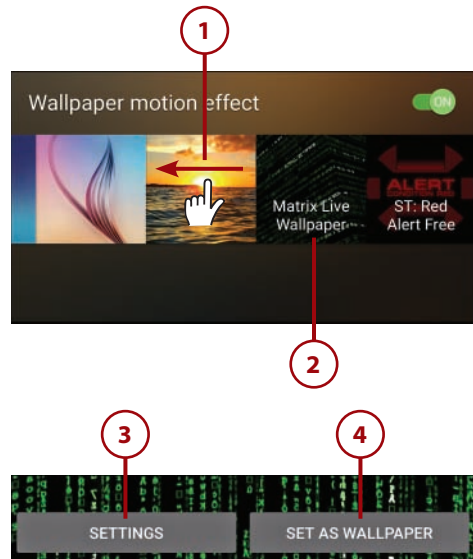 1
Wallpaper motion effect
ON
Matrix Live
Wallpaper
ALERT
ST: Red
Alert Free
2
3
4
SETTINGS
SET AS WALLPAPER